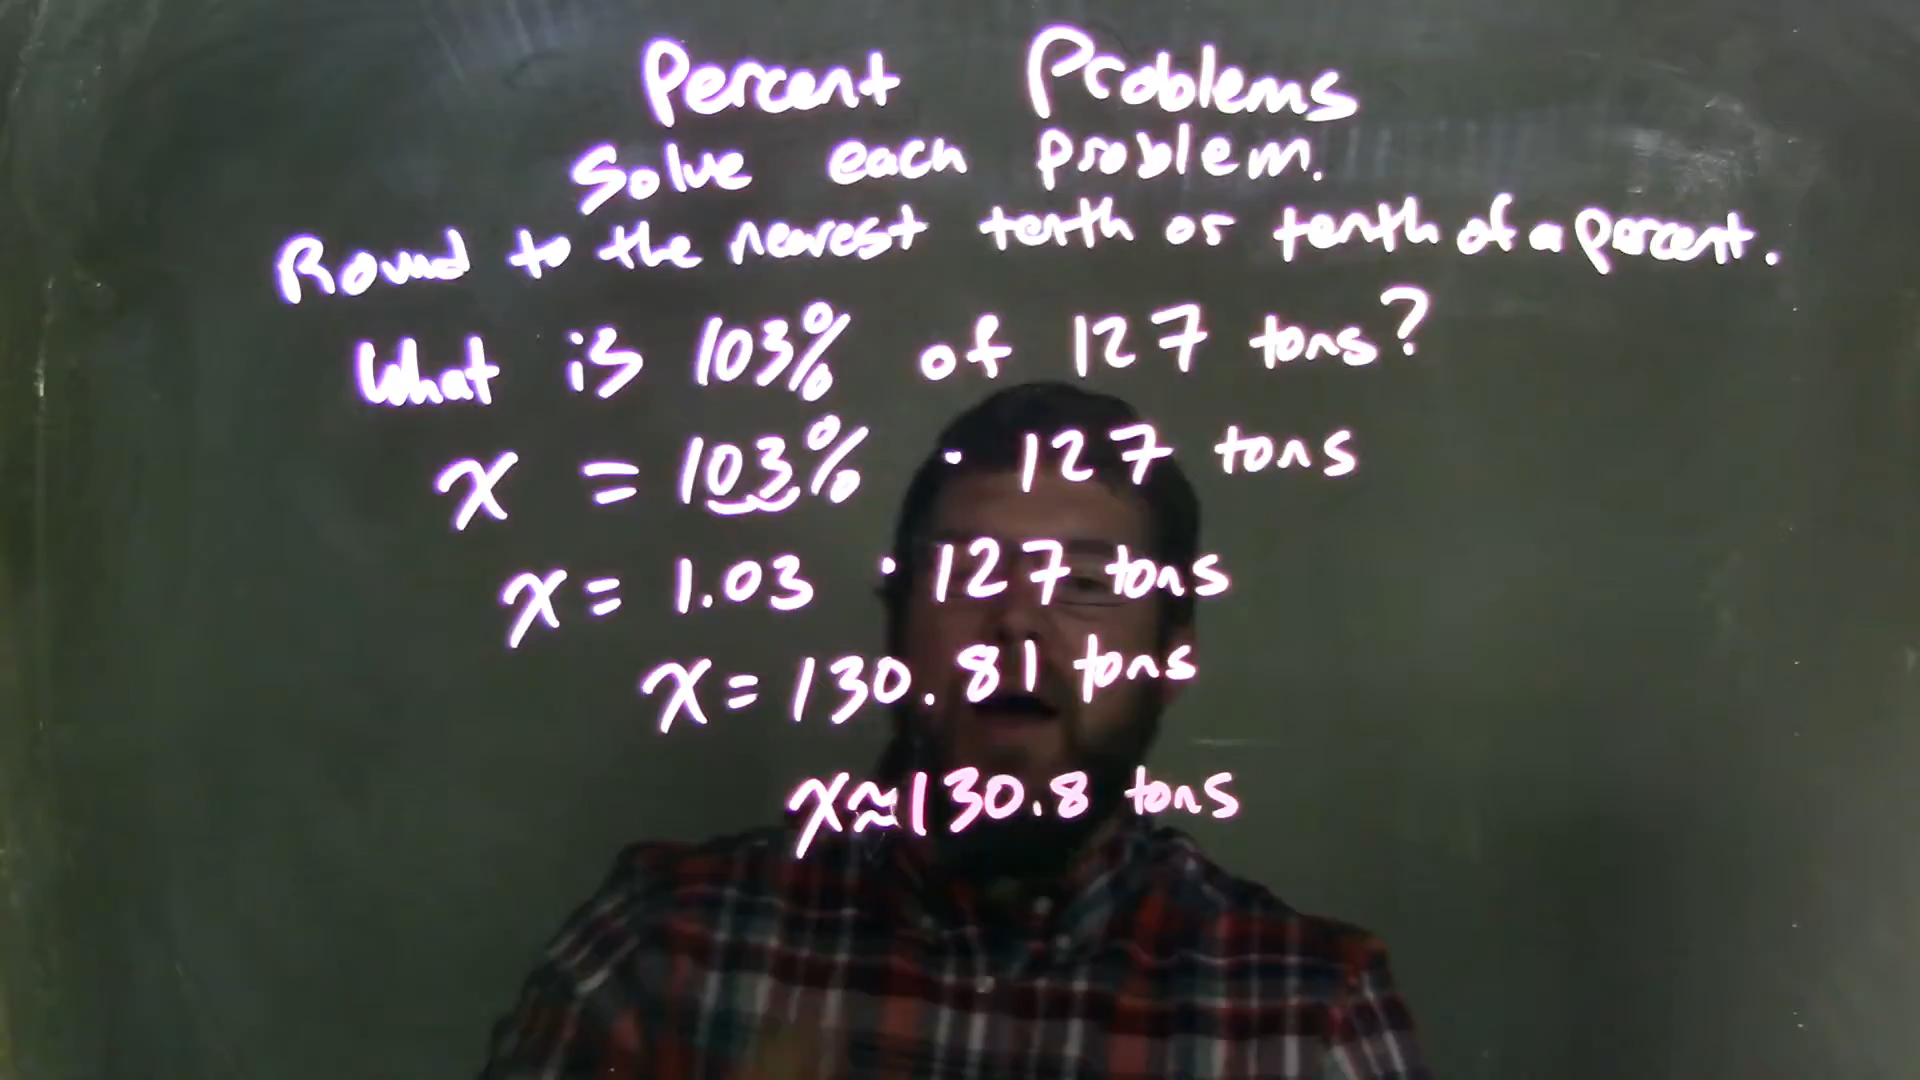 Percent Problems
Solve each problem.
Round to the nearest tenth or tenth of a percent.
What is 103% of 127 tons?
x = 103% · 127 tons
x = 1.03 · 127 tons
x = 130.81 tons
x ≈ 130.8 tons